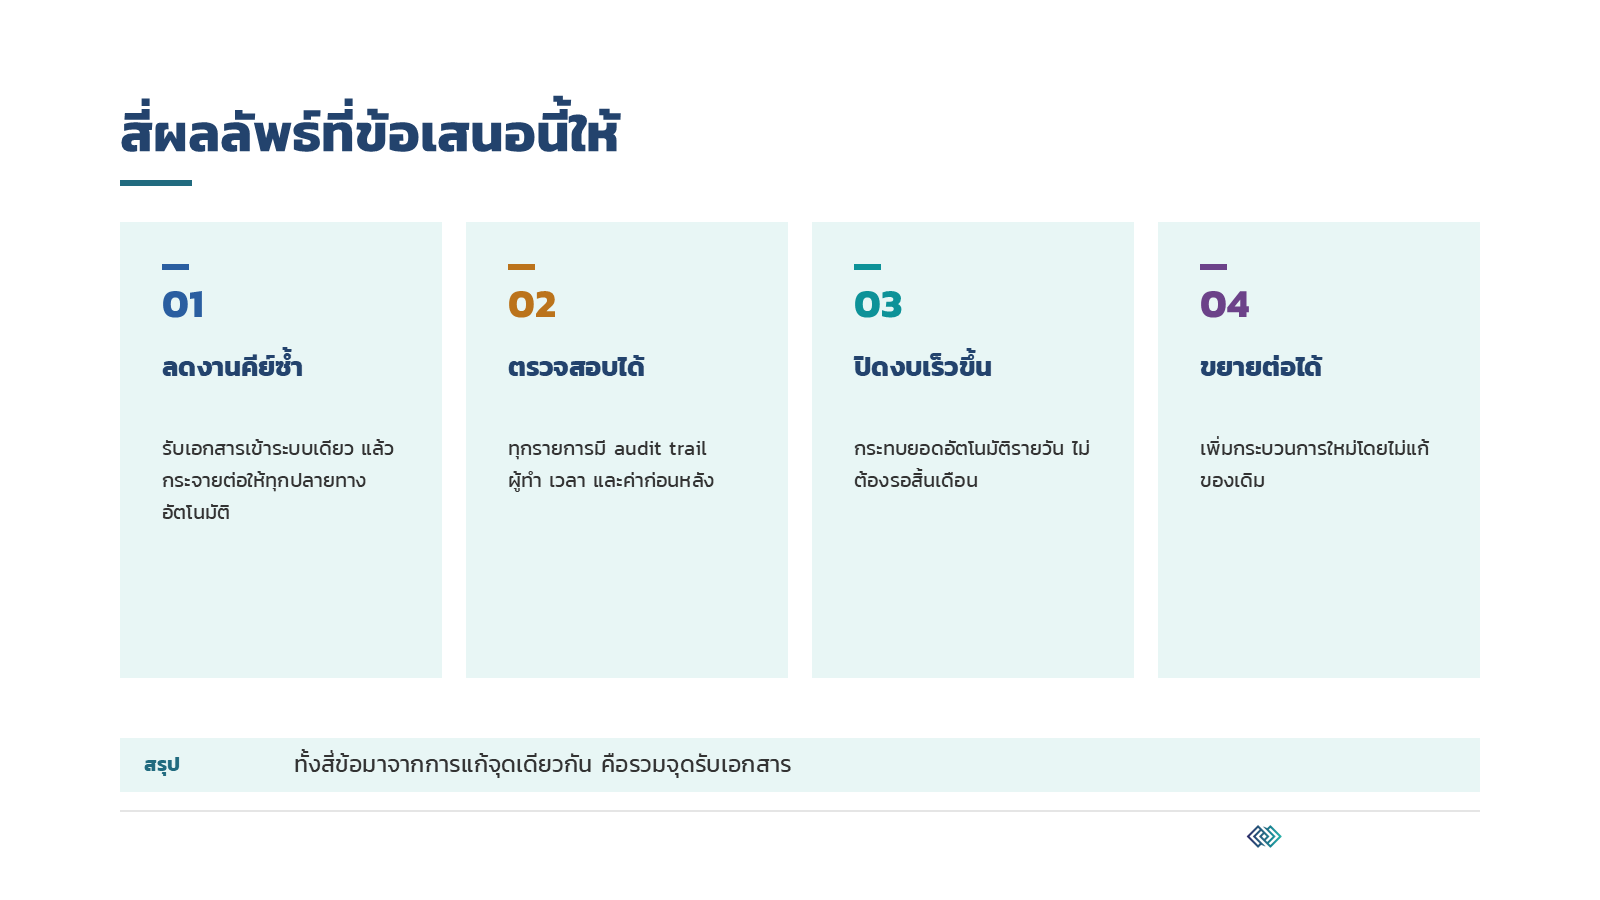 สี่ผลลัพธ์ที่ข้อเสนอนี้ให้
01
ลดงานคีย์ซ้ำ
รับเอกสารเข้าระบบเดียว แล้ว
กระจายต่อให้ทุกปลายทาง
อัตโนมัติ
02
ตรวจสอบได้
ทุกรายการมี audit trail
ผู้ทำ เวลา และค่าก่อนหลัง
03
ปิดงบเร็วขึ้น
กระทบยอดอัตโนมัติรายวัน ไม่
ต้องรอสิ้นเดือน
04
ขยายต่อได้
เพิ่มกระบวนการใหม่โดยไม่แก้
ของเดิม
สรุป
ทั้งสี่ข้อมาจากการแก้จุดเดียวกัน คือรวมจุดรับเอกสาร